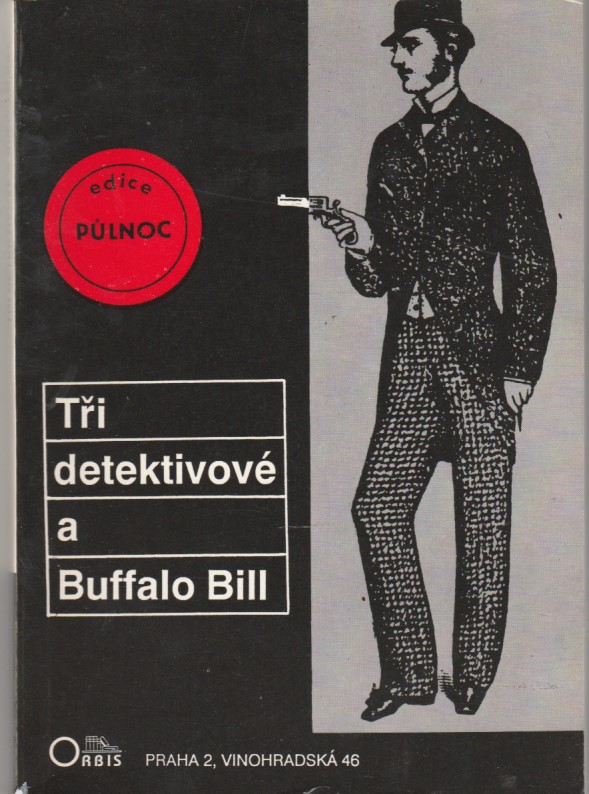 edice
PŮLNOC
Tři
detektivové
a
Buffalo Bill
ORBIS
PRAHA 2, VINOHRADSKÁ 46